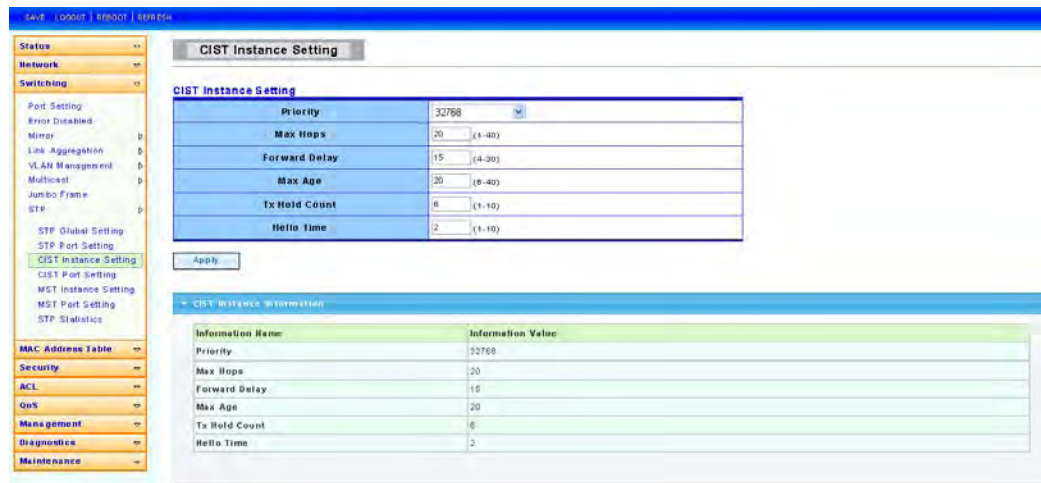 SAVE LOGOUT | REBOOT | REFRESH
Status
Network
Switching
Port Setting
Error Disabled
Mirror
Link Aggregation
VLAN Management
Multicast
Jumbo Frame
STP
STP Global Setting
STP Port Setting
CIST Instance Setting
CIST Port Setting
MST Instance Setting
MST Port Setting
STP Statistics
MAC Address Table
Security
ACL
QoS
Management
Diagnostics
Maintenance
CIST Instance Setting
CIST Instance Setting
Priority 32768
Max Hops 20 (1-40)
Forward Delay 15 (4-30)
Max Age 20 (6-40)
Tx Hold Count 6 (1-10)
Hello Time 2 (1-10)
Apply
CIST Instance Information
Information Name Information Value
Priority 32768
Max Hops 20
Forward Delay 15
Max Age 20
Tx Hold Count 6
Hello Time 2